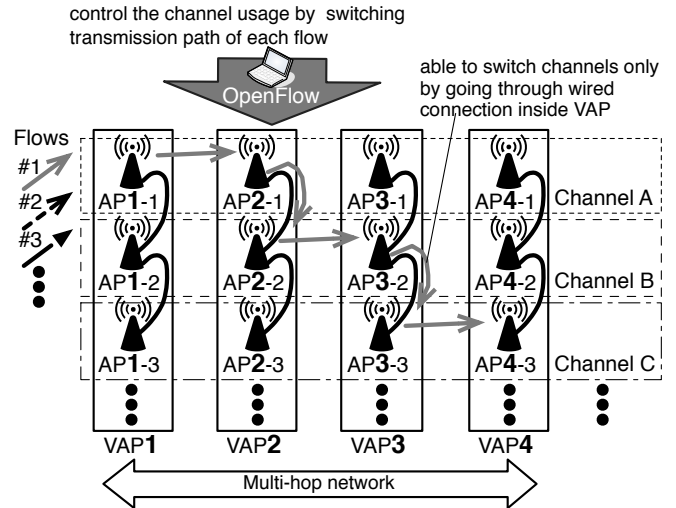 control the channel usage by switching
transmission path of each flow
able to switch channels only
by going through wired
connection inside VAP
OpenFlow
Flows
#1
#2
#3
AP1-1
AP2-1
AP3-1
AP4-1
Channel A
AP1-2
AP2-2
AP3-2
AP4-2
Channel B
AP1-3
AP2-3
AP3-3
AP4-3
Channel C
VAP1
VAP2
VAP3
VAP4
Multi-hop network